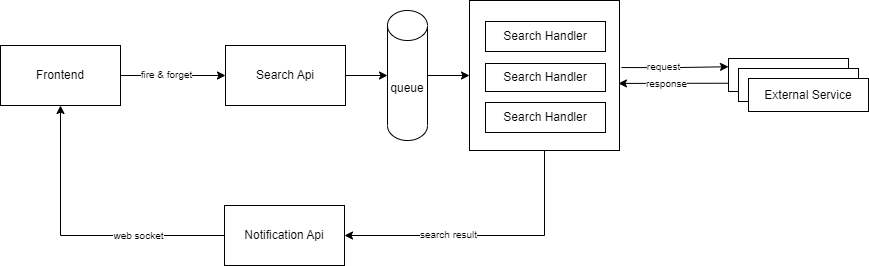 Frontend
fire & forget
Search Api
queue
Search Handler
Search Handler
Search Handler
request
response
External Service
Notification Api
web socket
search result